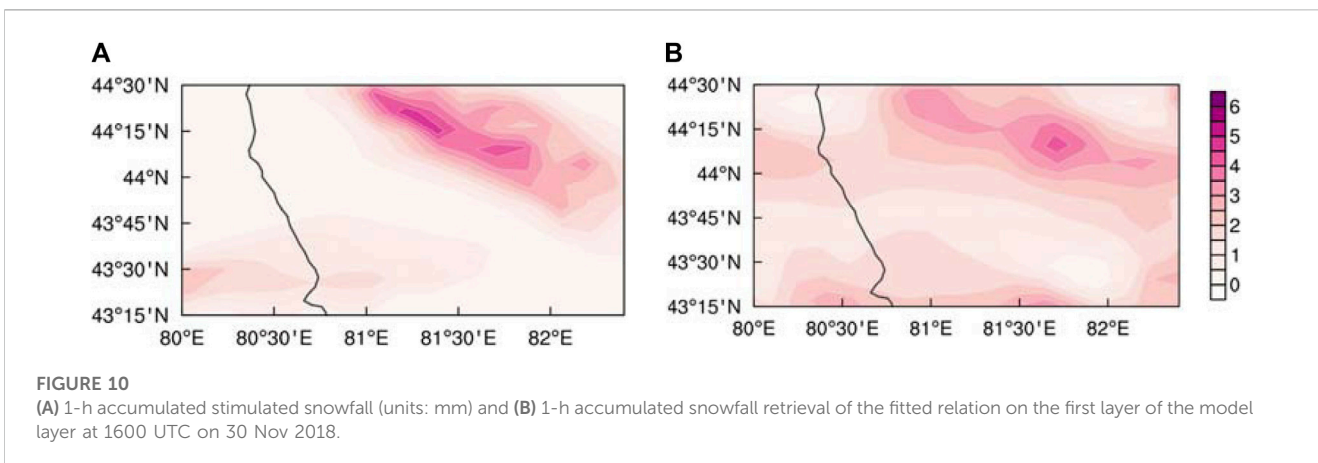 A
B
44°30'N
44°15'N
44°N
43°45'N
43°30'N
43°15'N
80°E
80°30'E
81°E
81°30'E
82°E
44°30'N
44°15'N
44°N
43°45'N
43°30'N
43°15'N
80°E
80°30'E
81°E
81°30'E
82°E
6
5
4
3
2
1
0
FIGURE 10
(A) 1-h accumulated stimulated snowfall (units: mm) and (B) 1-h accumulated snowfall retrieval of the fitted relation on the first layer of the model
layer at 1600 UTC on 30 Nov 2018.